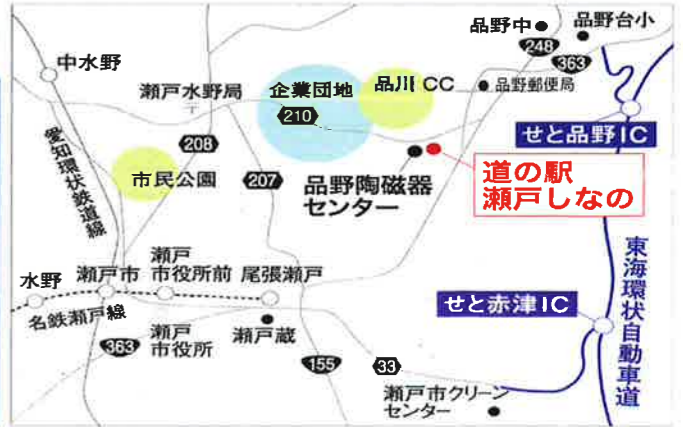 品野中
品野台小
248
363
中水野
瀬戸水野局
企業団地
品川 CC
品野郵便局
210
せと品野IC
愛知環状鉄道線
208
市民公園
207
品野陶磁器
センター
道の駅
瀬戸しなの
水野
瀬戸市
瀬戸
市役所前
尾張瀬戸
東海環状自動車道
せと赤津IC
名鉄瀬戸線
瀬戸蔵
363
瀬戸
市役所
155
33
瀬戸市クリーン
センター